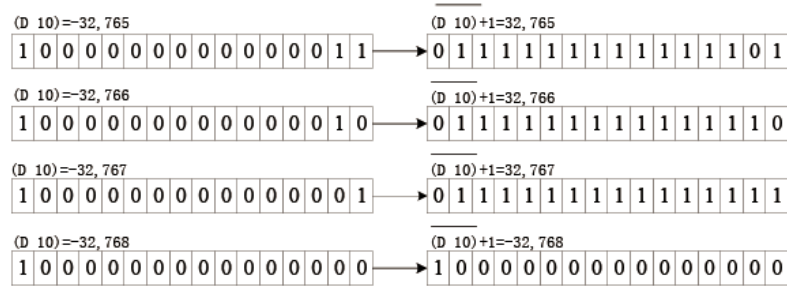 (D 10)=-32,765 (D 10)+1=32,765
1 0 0 0 0 0 0 0 0 0 0 0 0 0 1 1 0 1 1 1 1 1 1 1 1 1 1 1 1 1 0 1
(D 10)=-32,766 (D 10)+1=32,766
1 0 0 0 0 0 0 0 0 0 0 0 0 0 1 0 0 1 1 1 1 1 1 1 1 1 1 1 1 1 1 0
(D 10)=-32,767 (D 10)+1=32,767
1 0 0 0 0 0 0 0 0 0 0 0 0 0 0 1 0 1 1 1 1 1 1 1 1 1 1 1 1 1 1 1
(D 10)=-32,768 (D 10)+1=-32,768
1 0 0 0 0 0 0 0 0 0 0 0 0 0 0 0 1 0 0 0 0 0 0 0 0 0 0 0 0 0 0 0